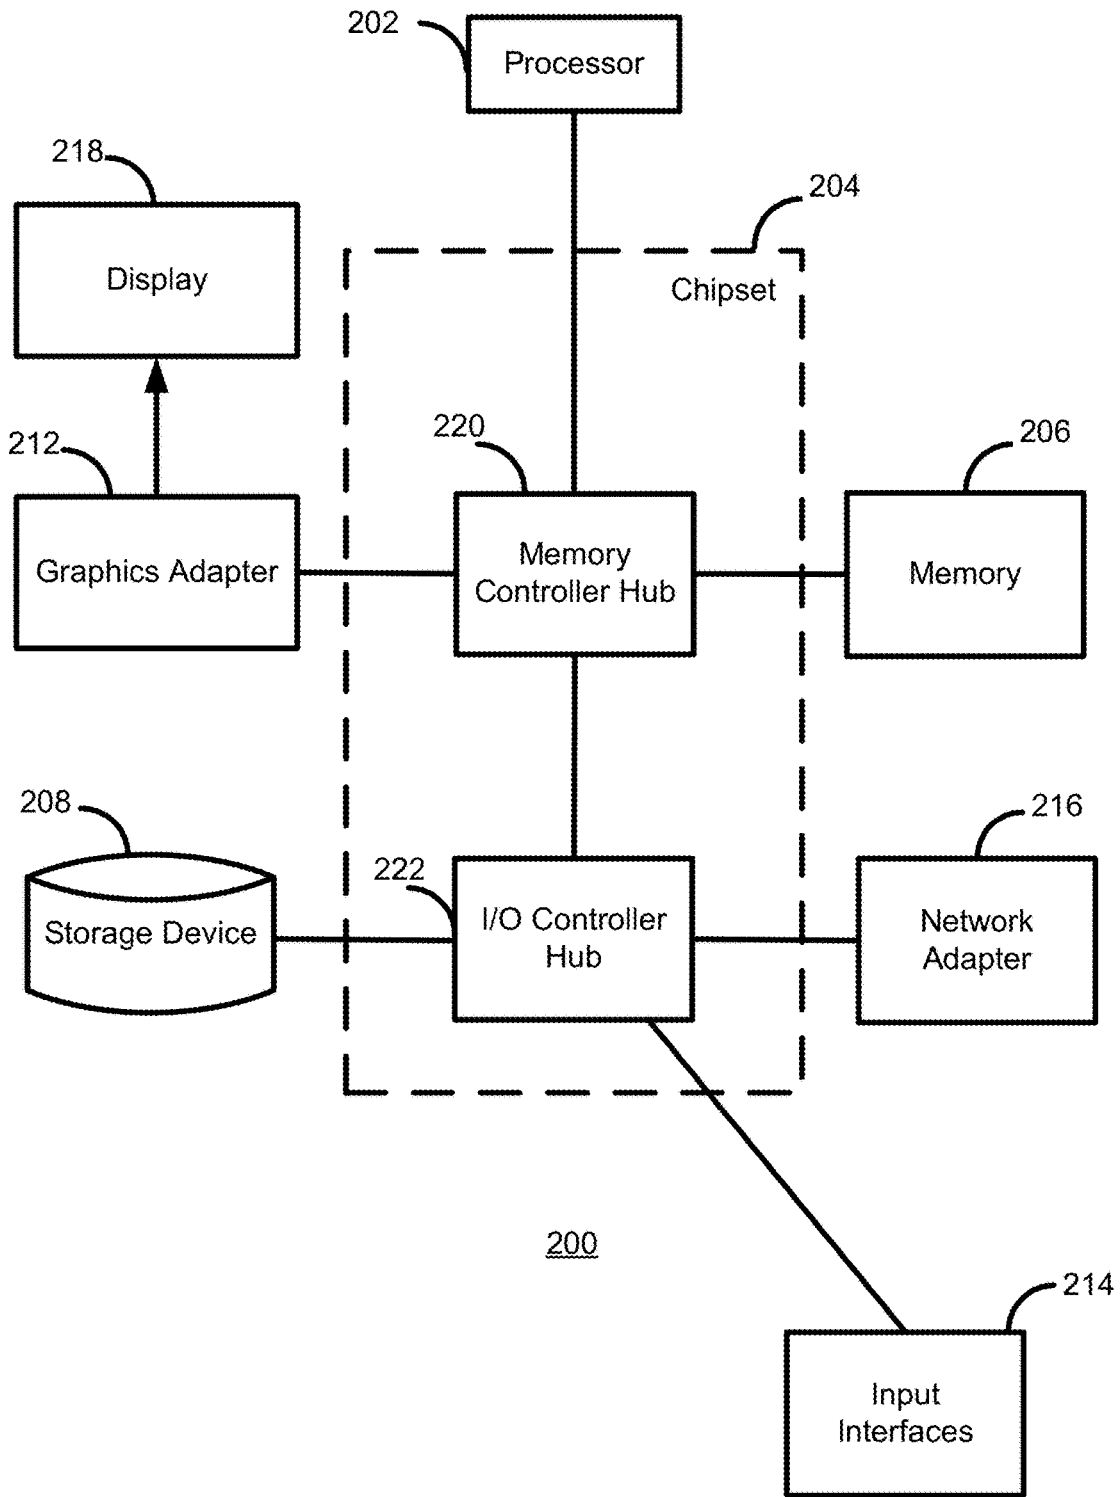 202
Processor
218
204
Display
Chipset
212
220
206
Graphics Adapter
Memory
Controller Hub
Memory
208
222
216
Storage Device
I/O Controller
Hub
Network
Adapter
200
214
Input
Interfaces